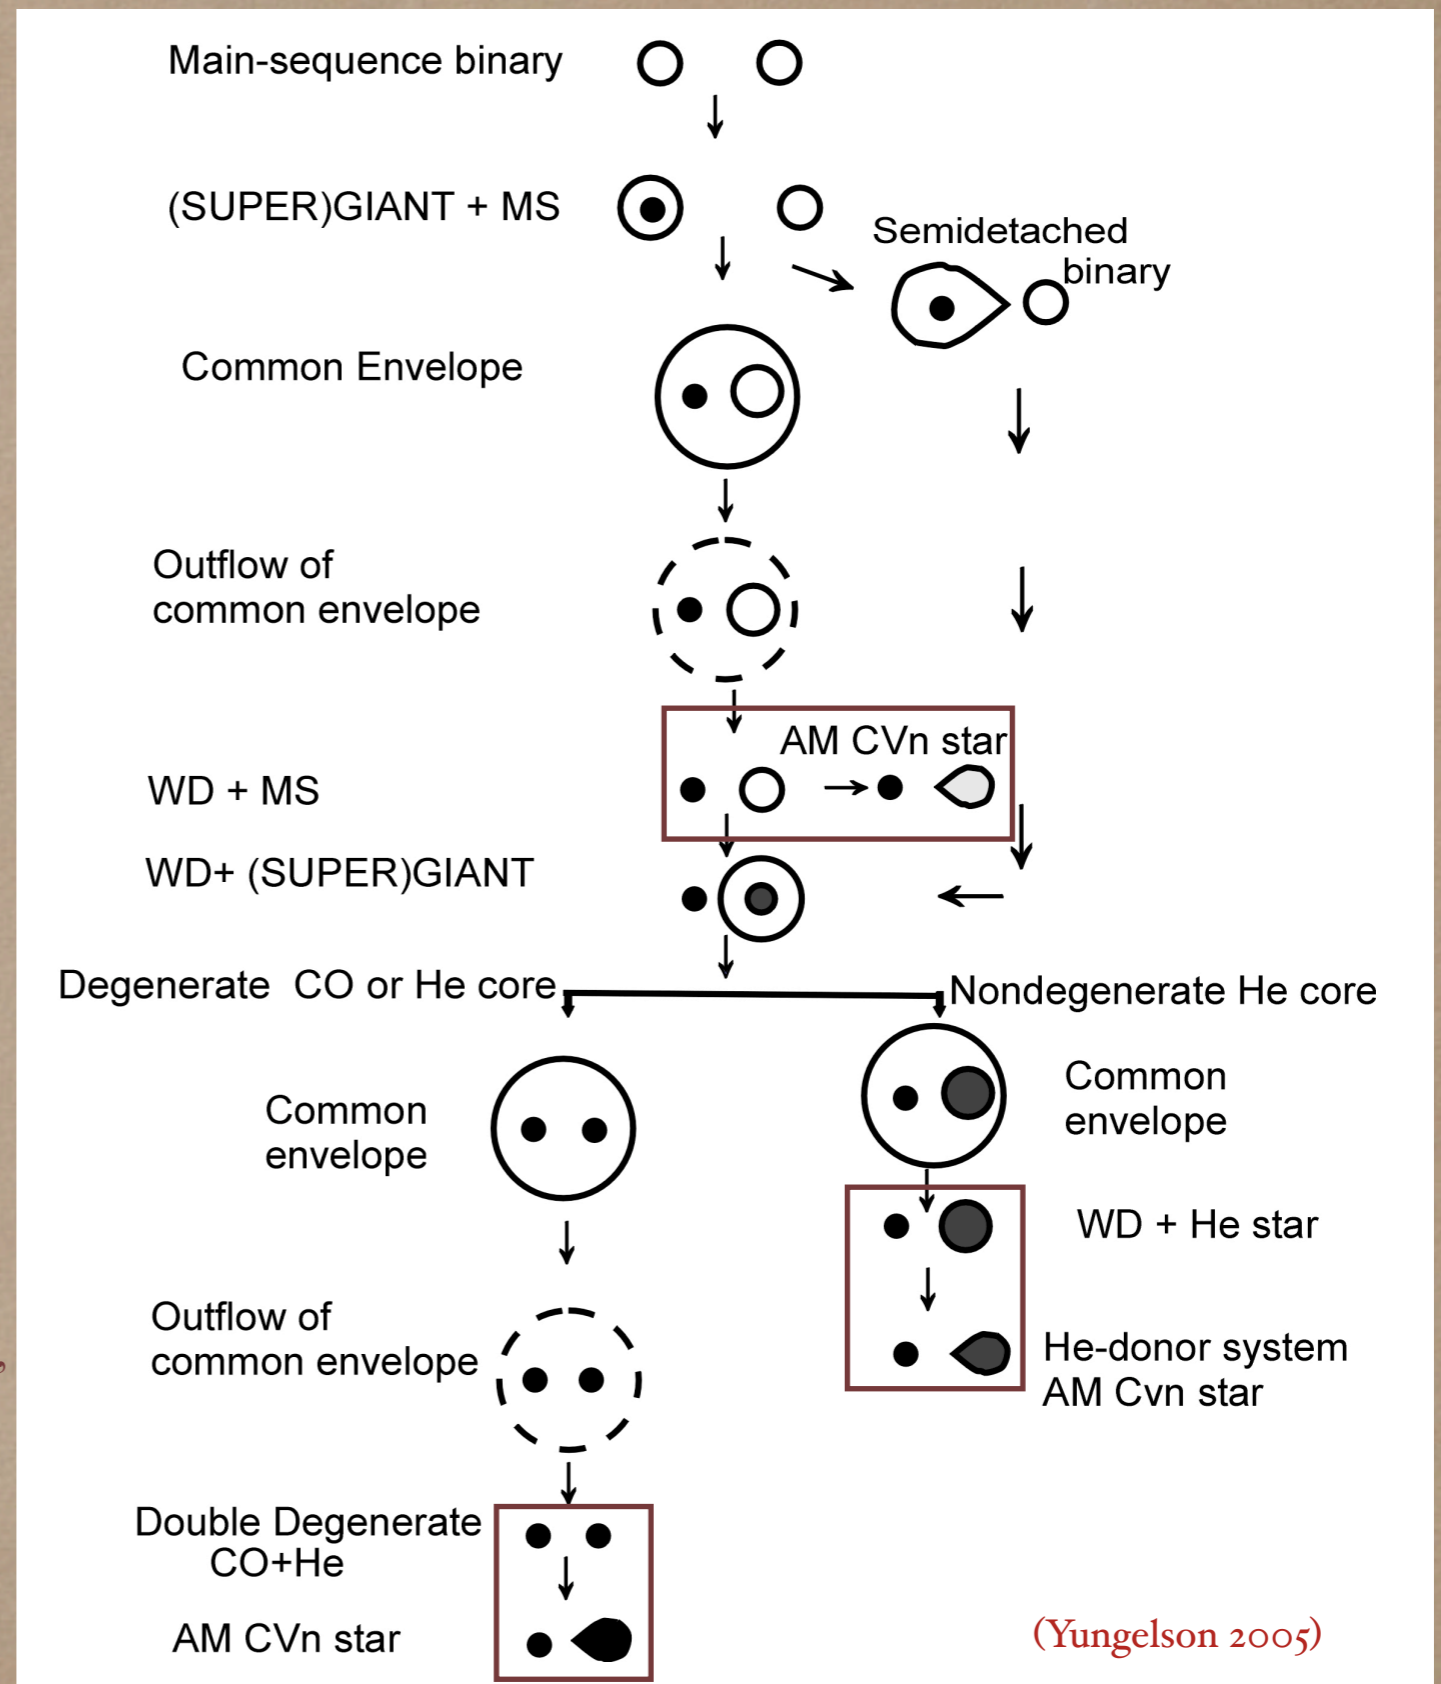 Main-sequence binary
(SUPER)GIANT + MS
Semidetached
binary
Common Envelope
Outflow of
common envelope
AM CVn star
WD + MS
WD+ (SUPER)GIANT
Degenerate CO or He core
Nondegenerate He core
Common
envelope
Common
envelope
WD + He star
Outflow of
common envelope
He-donor system
AM Cvn star
Double Degenerate
CO+He
AM CVn star
(Yungelson 2005)